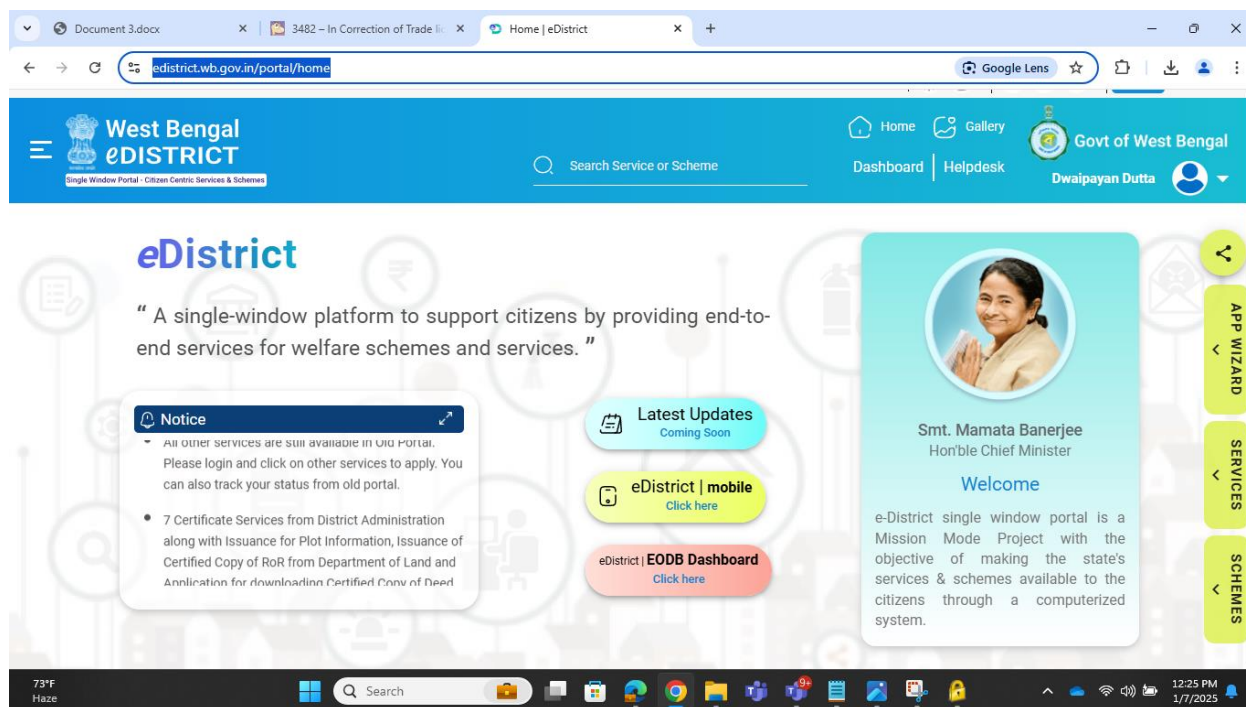 Document 3.docx
3482 – In Correction of Trade lic
Home | eDistrict
edistrict.wb.gov.in/portal/home
Google Lens
West Bengal
eDISTRICT
Single Window Portal - Citizen Centric Services & Schemes
Search Service or Scheme
Home
Gallery
Dashboard
Helpdesk
Govt of West Bengal
Dwaipayan Dutta
eDistrict
“ A single-window platform to support citizens by providing end-to-
end services for welfare schemes and services. ”
Notice
All other services are still available in Old Portal.
Please login and click on other services to apply. You
can also track your status from old portal.
7 Certificate Services from District Administration
along with Issuance for Plot Information, Issuance of
Certified Copy of RoR from Department of Land and
Application for downloading Certified Copy of Deed
Latest Updates
Coming Soon
eDistrict | mobile
Click here
eDistrict | EODB Dashboard
Click here
Smt. Mamata Banerjee
Hon'ble Chief Minister
Welcome
e-District single window portal is a
Mission Mode Project with the
objective of making the state's
services & schemes available to the
citizens through a computerized
system.
APP WIZARD
SERVICES
SCHEMES
73°F
Haze
Search
9+
12:25 PM
1/7/2025